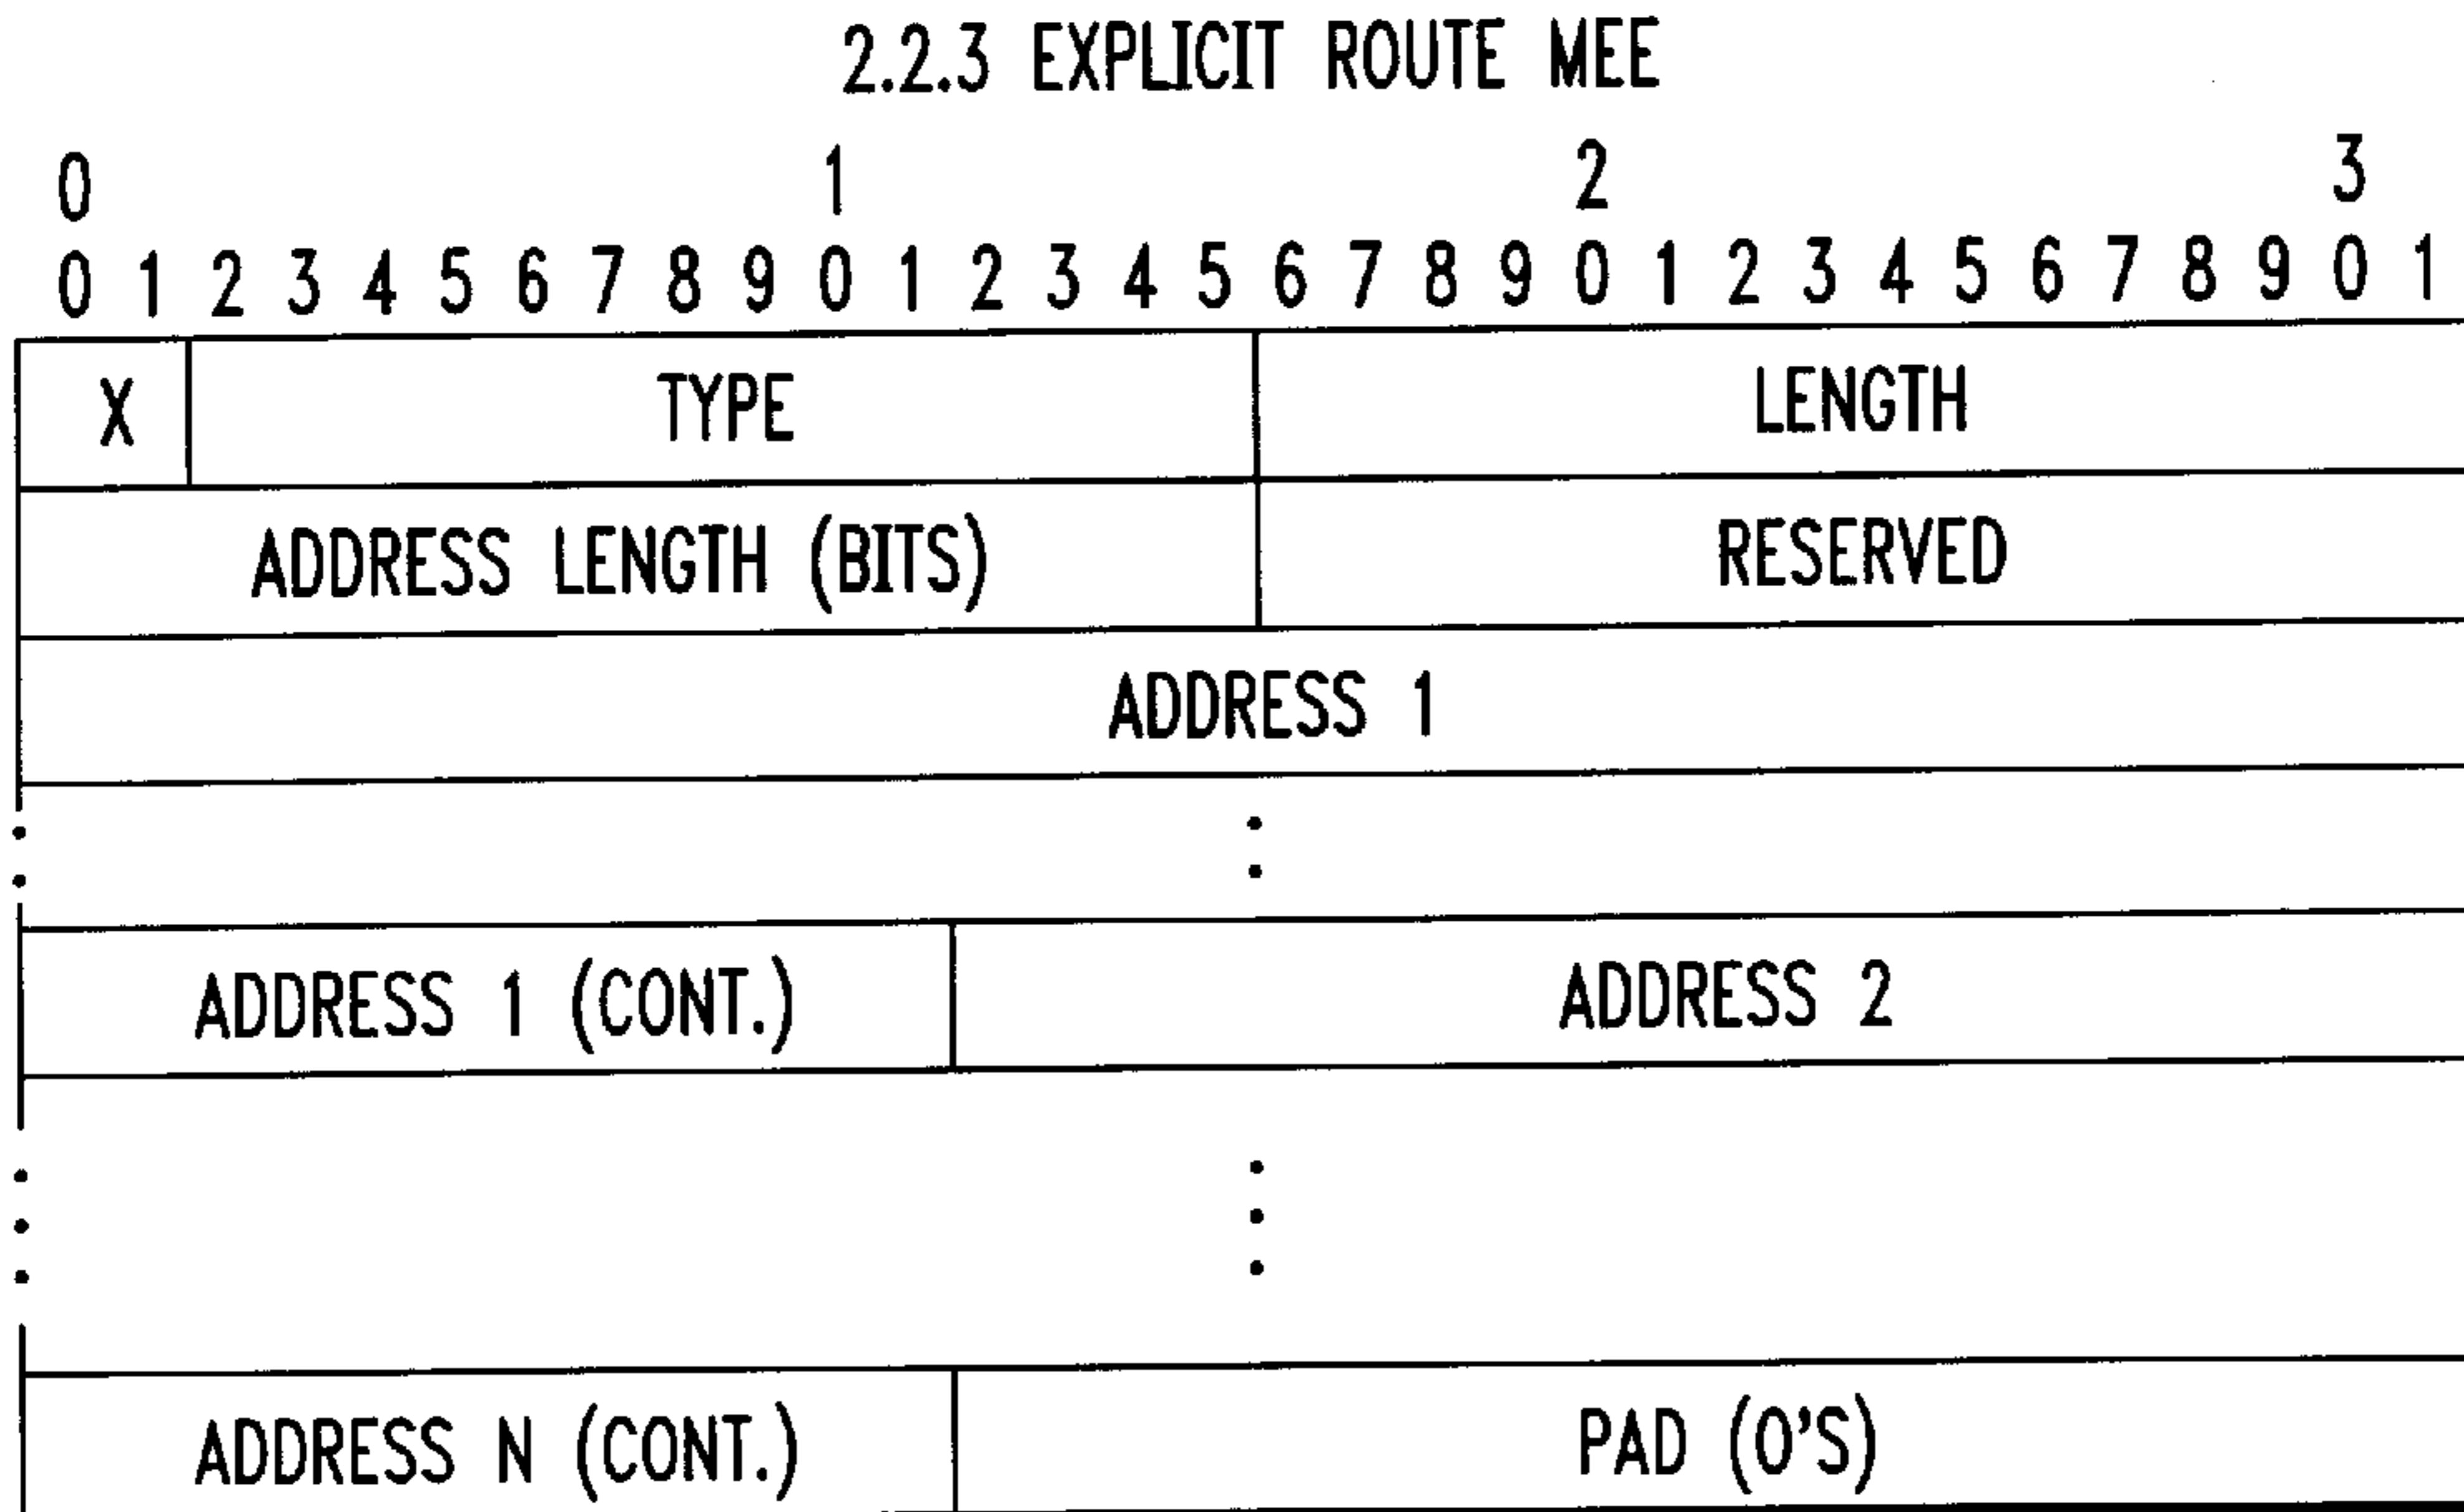 2.2.3 EXPLICIT ROUTE MEE
0 1 2 3
0 1 2 3 4 5 6 7 8 9 0 1 2 3 4 5 6 7 8 9 0 1 2 3 4 5 6 7 8 9 0 1
X TYPE LENGTH
ADDRESS LENGTH (BITS) RESERVED
ADDRESS 1
ADDRESS 1 (CONT.) ADDRESS 2
ADDRESS N (CONT.) PAD (0'S)